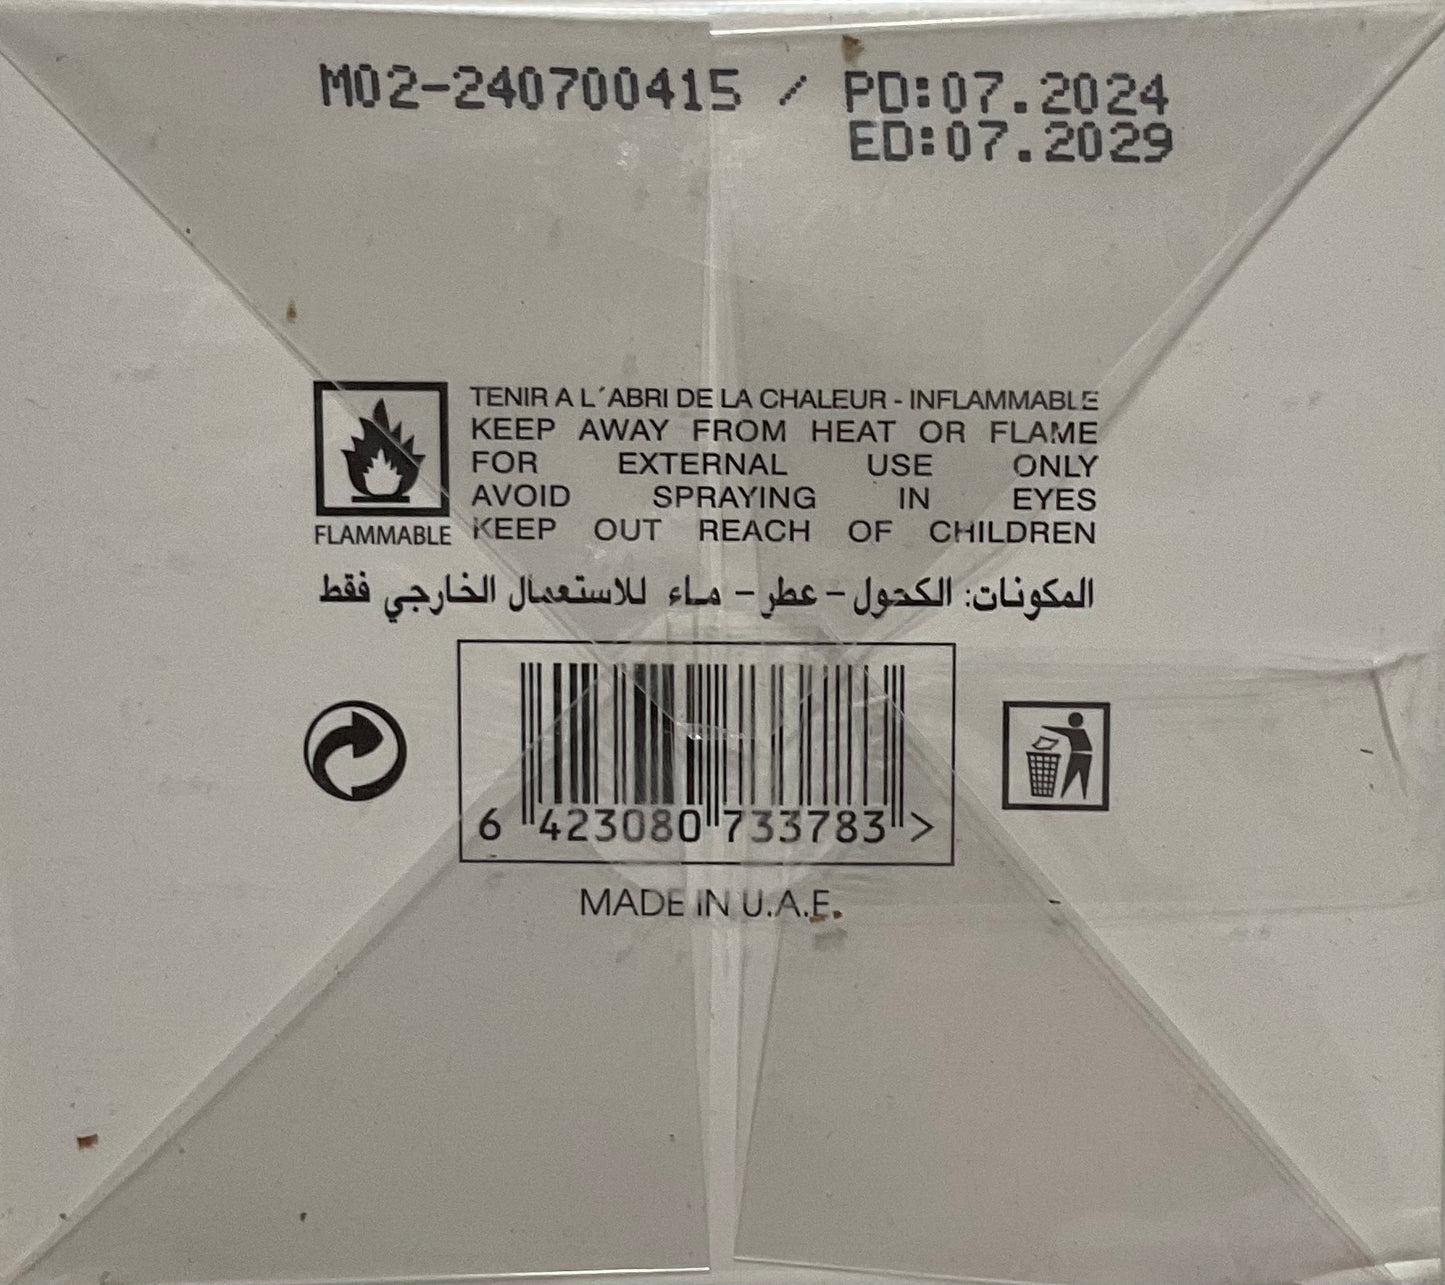 M02-240700415 / PD:07.2024
ED:07.2029
TENIR A L´ABRI DE LA CHALEUR - INFLAMMABLE
KEEP AWAY FROM HEAT OR FLAME
FOR EXTERNAL USE ONLY
AVOID SPRAYING IN EYES
KEEP OUT REACH OF CHILDREN
FLAMMABLE
المكونات: الكحول - عطر - ماء للاستعمال الخارجي فقط
6 423080 733783 >
MADE IN U.A.E.